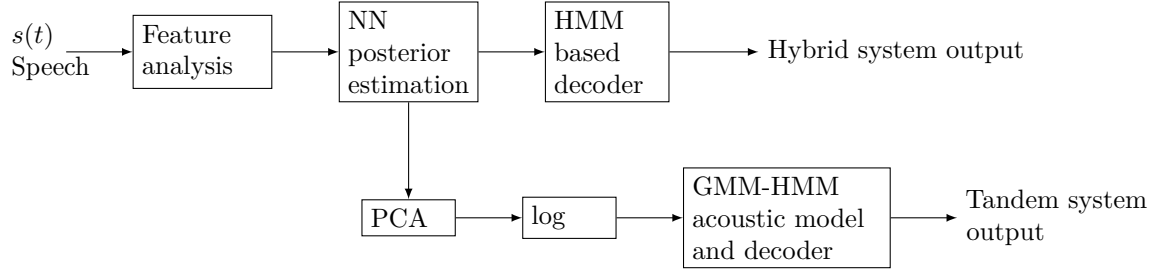 s(t)
Speech
Feature
analysis
NN
posterior
estimation
HMM
based
decoder
Hybrid system output
PCA
log
GMM-HMM
acoustic model
and decoder
Tandem system
output